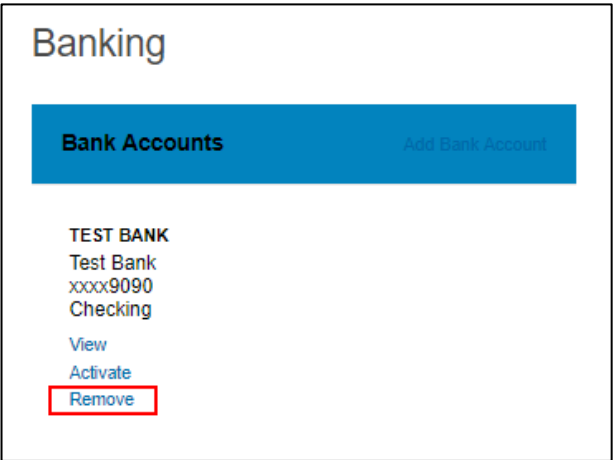 Banking
Bank Accounts Add Bank Account
TEST BANK
Test Bank
xxxx9090
Checking
View
Activate
Remove